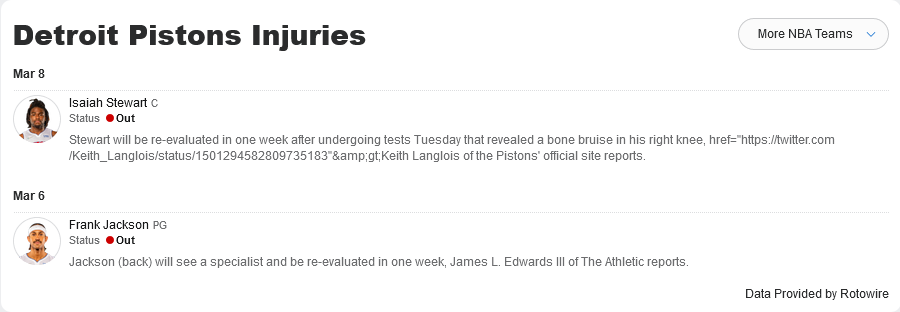 Detroit Pistons Injuries
More NBA Teams
Mar 8
Isaiah Stewart C
Status Out
Stewart will be re-evaluated in one week after undergoing tests Tuesday that revealed a bone bruise in his right knee, href="https://twitter.com
/Keith_Langlois/status/1501294582809735183"&amp;gt;Keith Langlois of the Pistons' official site reports.
Mar 6
Frank Jackson PG
Status Out
Jackson (back) will see a specialist and be re-evaluated in one week, James L. Edwards III of The Athletic reports.
Data Provided by Rotowire